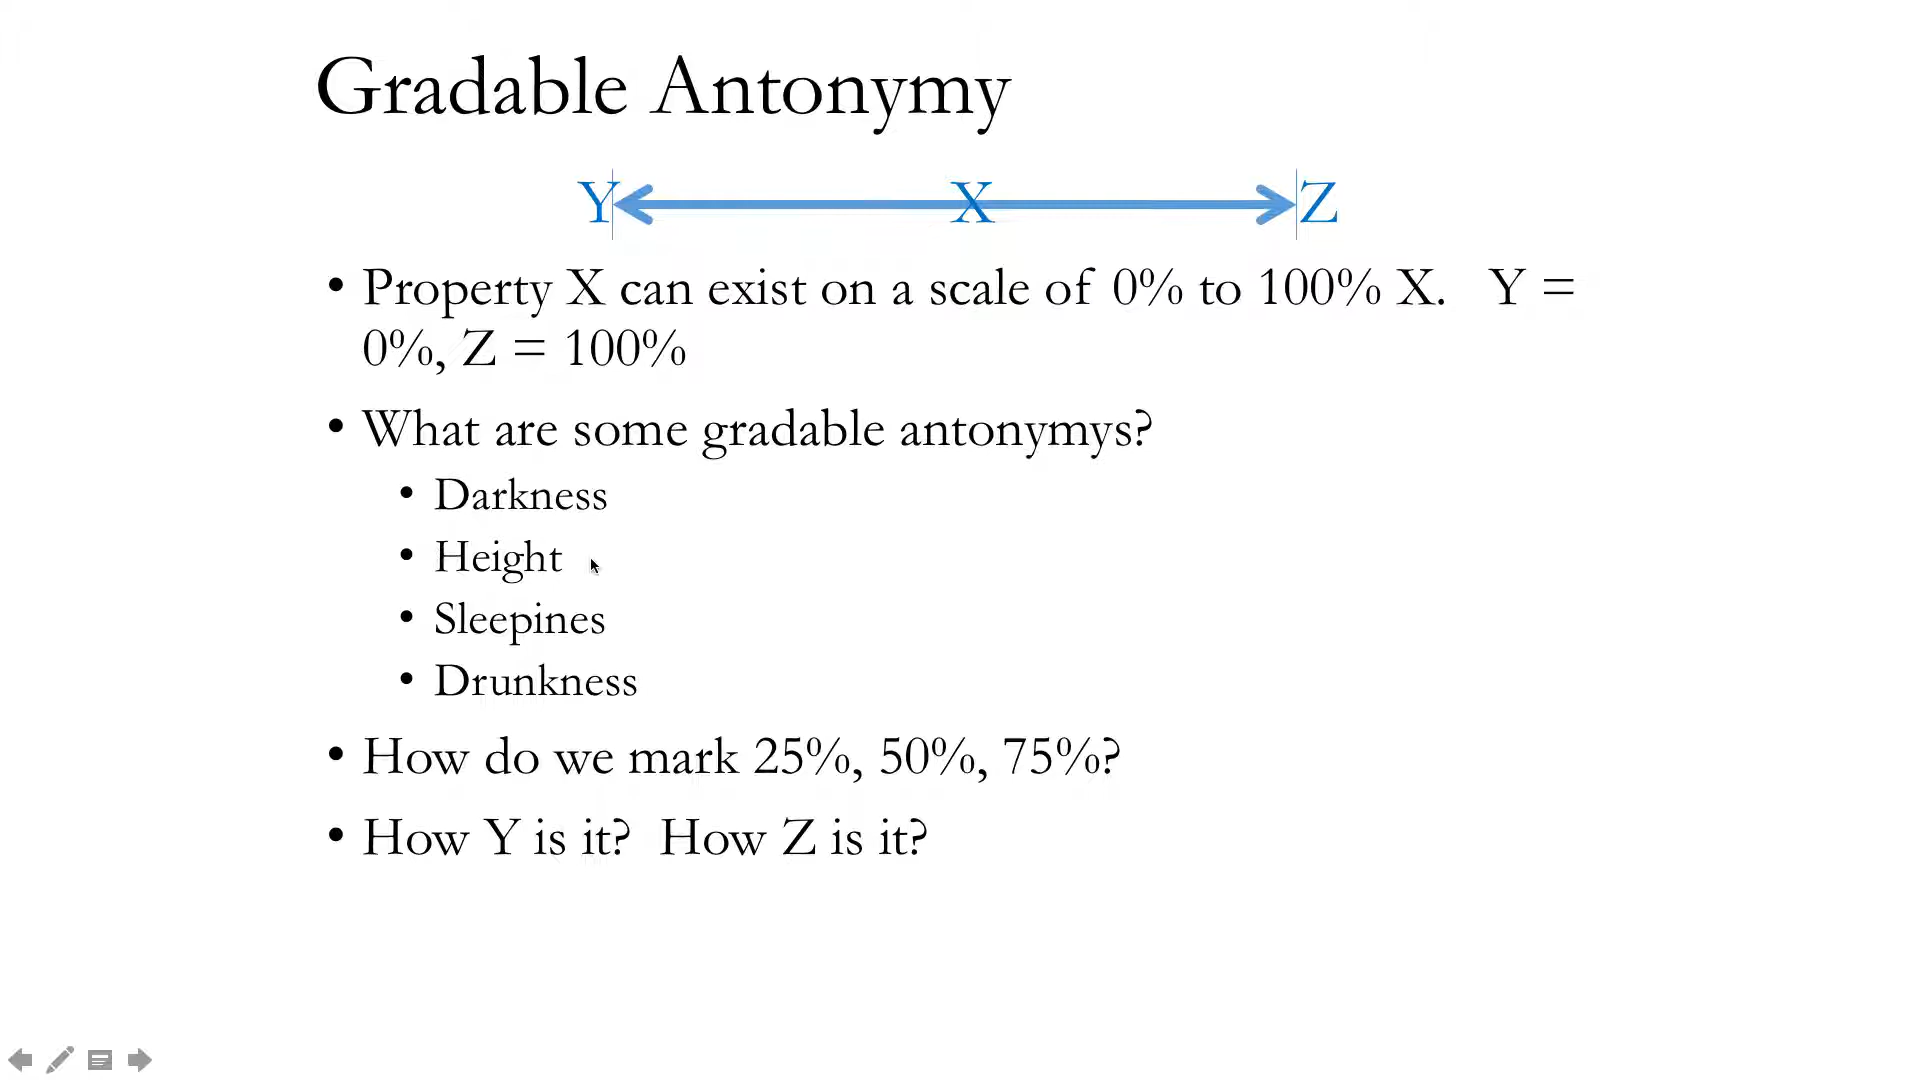 Gradable Antonymy
Y X Z
• Property X can exist on a scale of 0% to 100% X. Y =
0%, Z = 100%
• What are some gradable antonymys?
• Darkness
• Height
• Sleepines
• Drunkness
• How do we mark 25%, 50%, 75%?
• How Y is it? How Z is it?